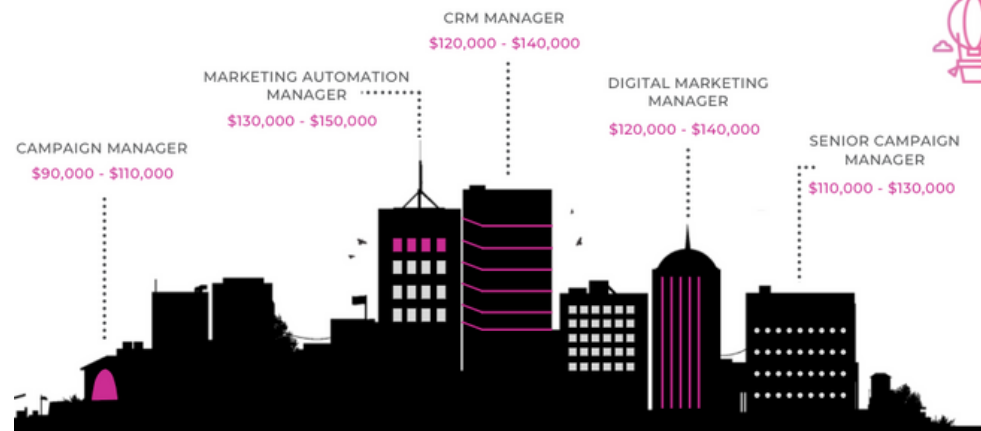 CRM MANAGER
$120,000 - $140,000
MARKETING AUTOMATION
MANAGER
$130,000 - $150,000
DIGITAL MARKETING
MANAGER
$120,000 - $140,000
CAMPAIGN MANAGER
$90,000 - $110,000
SENIOR CAMPAIGN
MANAGER
$110,000 - $130,000